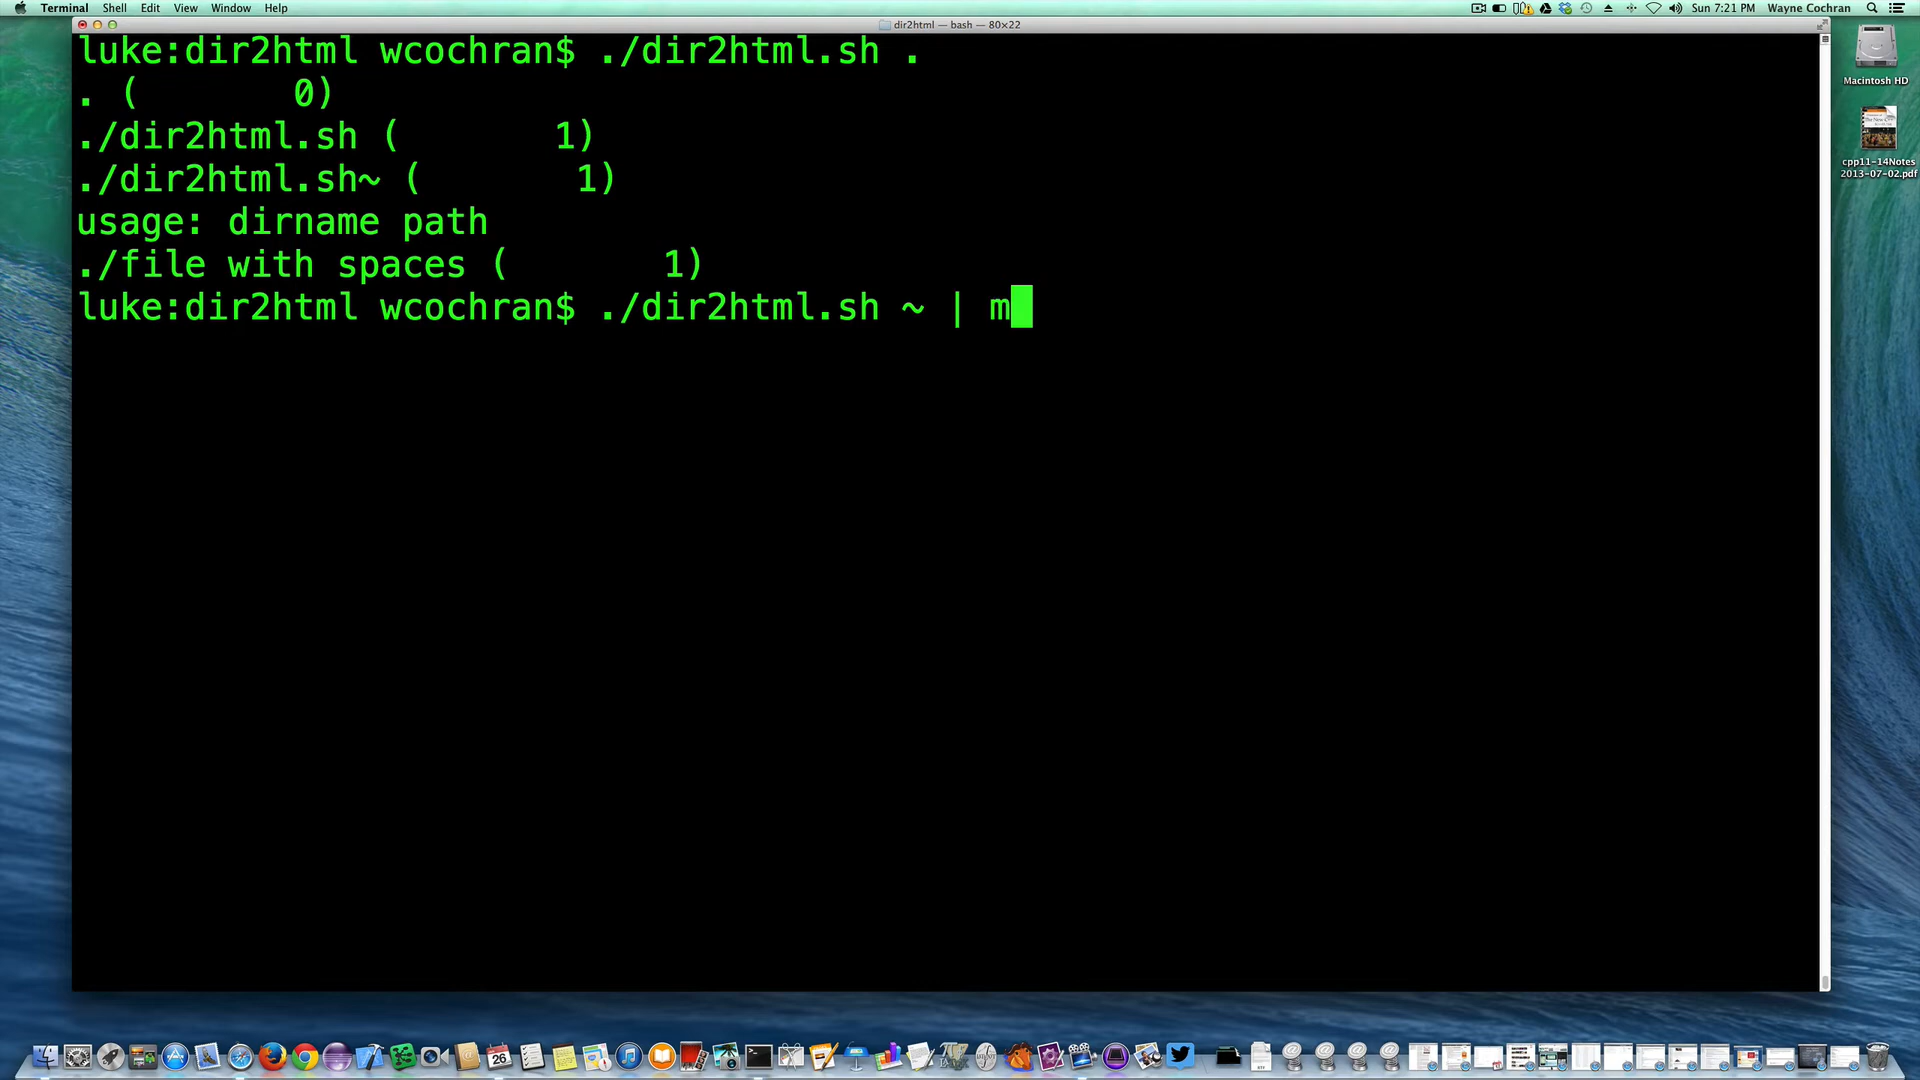 Terminal Shell Edit View Window Help Sun 7:21 PM Wayne Cochran
dir2html — bash — 80×22
luke:dir2html wcochran$ ./dir2html.sh .
. (       0)
./dir2html.sh (       1)
./dir2html.sh~ (       1)
usage: dirname path
./file with spaces (       1)
luke:dir2html wcochran$ ./dir2html.sh ~ | m
Macintosh HD
cpp11-14Notes
2013-07-02.pdf
26